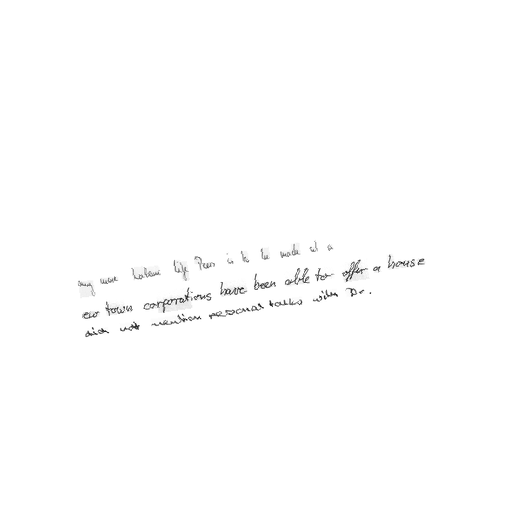 any more Labour Life Peers is to be made at a
ew town corporations have been able to offer a house
did not mention personal talks with Dr.